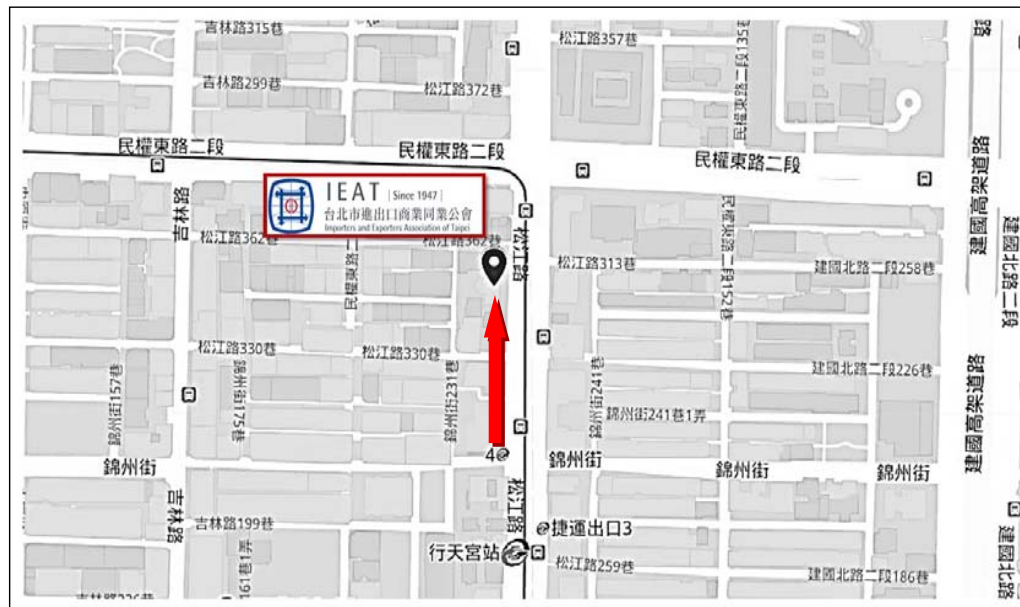 吉林路315巷
松江路357巷
民權東路二段135巷
吉林路299巷
松江路372巷
民權東路二段
民權東路二段
民權東路二段
建國高架道路
吉林路
IEAT | Since 1947 |
台北市進出口商業同業公會
Importers and Exporters Association of Taipei
松江路362巷
松江路362巷
松江路
民權東路二
民權東路二段152巷
松江路313巷
建國北路二段258巷
建國北路二段
松江路330巷
松江路330巷
建國北路二段226巷
錦州街157巷
錦州街175巷
錦州街231巷
錦州街241巷
錦州街241巷1弄
建國高架道路
4
錦州街
錦州街
錦州街
錦州街
吉林路
松江路
吉林路199巷
捷運出口3
行天宮站
161巷1弄
松江路259巷
建國北路二段186巷
建國北路